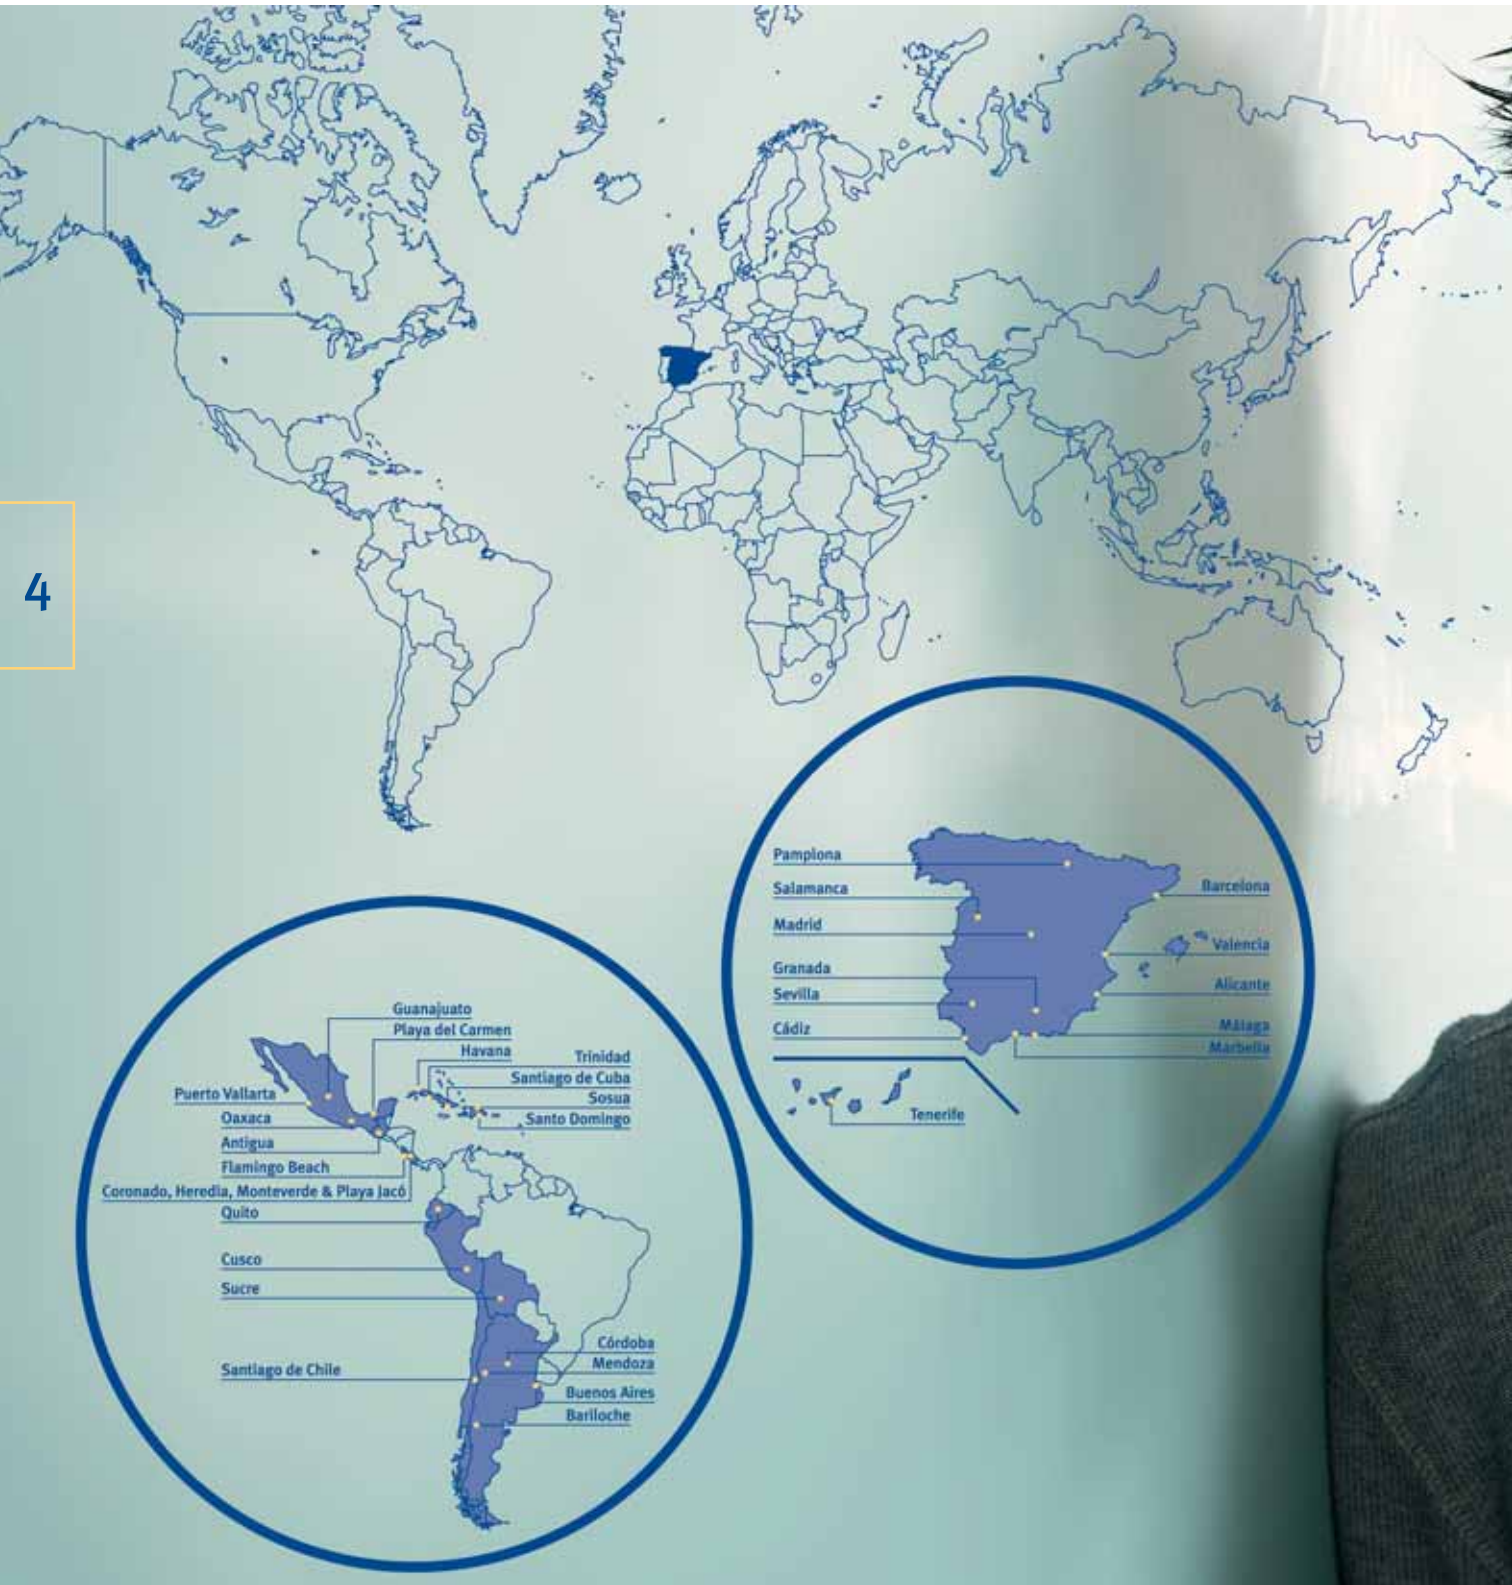 4
Pamplona
Salamanca
Madrid
Granada
Sevilla
Cádiz
Barcelona
Valencia
Alicante
Málaga
Marbella
Tenerife
Guanajuato
Playa del Carmen
Havana
Trinidad
Santiago de Cuba
Sosua
Santo Domingo
Puerto Vallarta
Oaxaca
Antigua
Flamingo Beach
Coronado, Heredia, Monteverde & Playa Jacó
Quito
Cusco
Sucre
Santiago de Chile
Córdoba
Mendoza
Buenos Aires
Bariloche